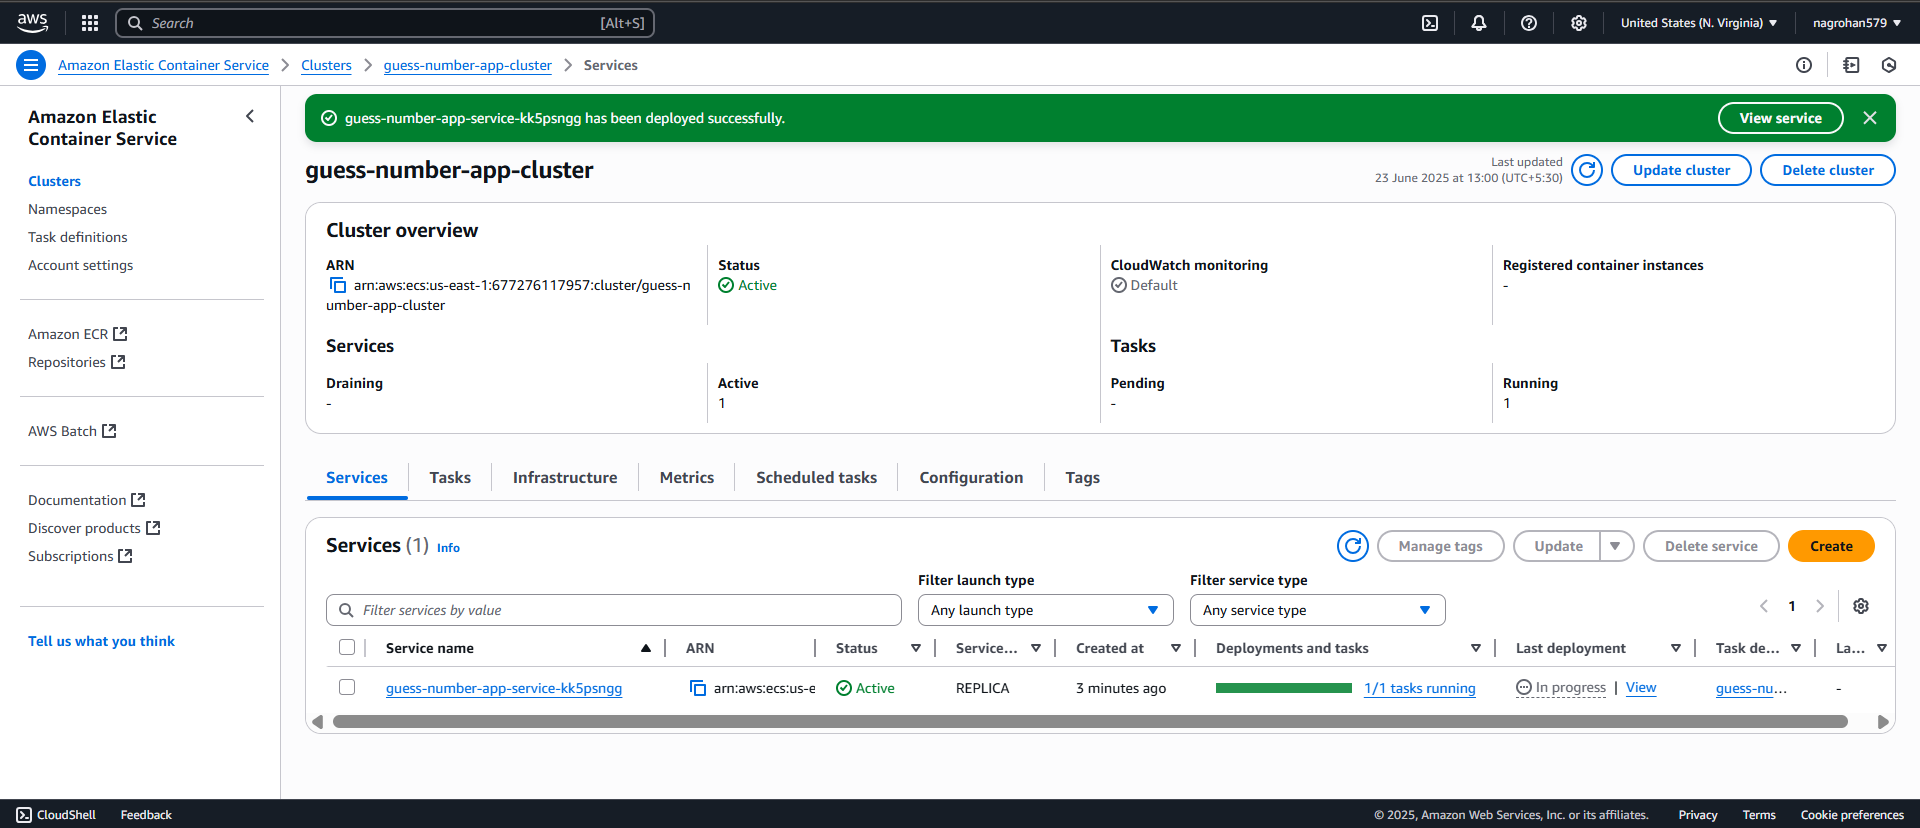 aws
Search [Alt+S]
United States (N. Virginia) nagrohan579
Amazon Elastic Container Service Clusters guess-number-app-cluster Services
Amazon Elastic
Container Service
Clusters
Namespaces
Task definitions
Account settings
Amazon ECR
Repositories
AWS Batch
Documentation
Discover products
Subscriptions
Tell us what you think
guess-number-app-service-kk5psngg has been deployed successfully.
View service
guess-number-app-cluster
Last updated
23 June 2025 at 13:00 (UTC+5:30)
Update cluster
Delete cluster
Cluster overview
ARN
arn:aws:ecs:us-east-1:677276117957:cluster/guess-n
umber-app-cluster
Status
Active
CloudWatch monitoring
Default
Registered container instances
-
Services
Draining
-
Active
1
Tasks
Pending
-
Running
1
Services Tasks Infrastructure Metrics Scheduled tasks Configuration Tags
Services (1) Info
Manage tags Update Delete service Create
Filter launch type Filter service type
Filter services by value Any launch type Any service type 1
Service name ARN Status Service... Created at Deployments and tasks Last deployment Task de... La...
guess-number-app-service-kk5psngg arn:aws:ecs:us-e Active REPLICA 3 minutes ago 1/1 tasks running In progress | View guess-nu... -
CloudShell Feedback © 2025, Amazon Web Services, Inc. or its affiliates. Privacy Terms Cookie preferences